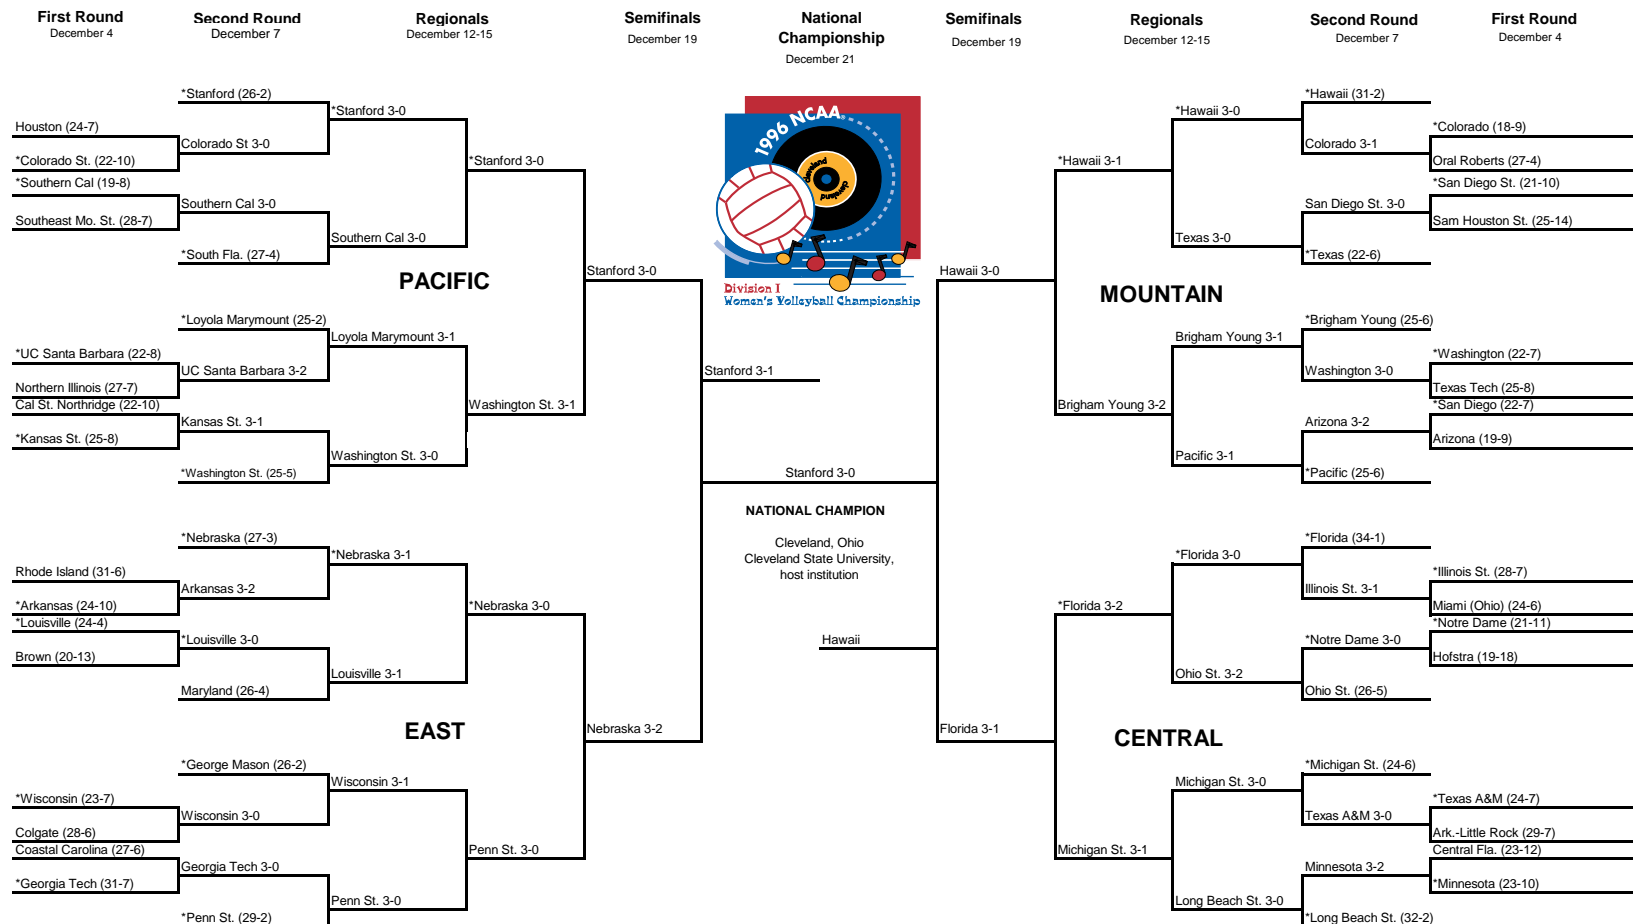 First Round
December 4
Second Round
December 7
Regionals
December 12-15
Semifinals
December 19
National
Championship
December 21
Semifinals
December 19
Regionals
December 12-15
Second Round
December 7
First Round
December 4
*Stanford (26-2)
*Stanford 3-0
Houston (24-7)
Colorado St 3-0
*Colorado St. (22-10)
*Stanford 3-0
*Southern Cal (19-8)
Southern Cal 3-0
Southeast Mo. St. (28-7)
Southern Cal 3-0
*South Fla. (27-4)
Stanford 3-0
PACIFIC
*Loyola Marymount (25-2)
Loyola Marymount 3-1
*UC Santa Barbara (22-8)
UC Santa Barbara 3-2
Northern Illinois (27-7)
Stanford 3-1
Cal St. Northridge (22-10)
Washington St. 3-1
Kansas St. 3-1
*Kansas St. (25-8)
Washington St. 3-0
*Washington St. (25-5)
*Nebraska (27-3)
*Nebraska 3-1
Rhode Island (31-6)
Arkansas 3-2
*Arkansas (24-10)
*Nebraska 3-0
*Louisville (24-4)
*Louisville 3-0
Brown (20-13)
Louisville 3-1
Maryland (26-4)
EAST
Nebraska 3-2
*George Mason (26-2)
Wisconsin 3-1
*Wisconsin (23-7)
Wisconsin 3-0
Colgate (28-6)
Penn St. 3-0
Coastal Carolina (27-6)
Georgia Tech 3-0
*Georgia Tech (31-7)
Penn St. 3-0
*Penn St. (29-2)
1996 NCAA®
cleveland
cleveland
Division I
Women's Volleyball Championship
Stanford 3-0
NATIONAL CHAMPION
Cleveland, Ohio
Cleveland State University,
host institution
Hawaii
*Hawaii (31-2)
*Hawaii 3-0
*Colorado (18-9)
Colorado 3-1
Oral Roberts (27-4)
*Hawaii 3-1
*San Diego St. (21-10)
San Diego St. 3-0
Sam Houston St. (25-14)
Texas 3-0
*Texas (22-6)
Hawaii 3-0
MOUNTAIN
*Brigham Young (25-6)
Brigham Young 3-1
*Washington (22-7)
Washington 3-0
Texas Tech (25-8)
Brigham Young 3-2
*San Diego (22-7)
Arizona 3-2
Arizona (19-9)
Pacific 3-1
*Pacific (25-6)
*Florida (34-1)
*Florida 3-0
*Illinois St. (28-7)
Illinois St. 3-1
Miami (Ohio) (24-6)
*Florida 3-2
*Notre Dame (21-11)
*Notre Dame 3-0
Hofstra (19-18)
Ohio St. 3-2
Ohio St. (26-5)
Florida 3-1
CENTRAL
*Michigan St. (24-6)
Michigan St. 3-0
*Texas A&M (24-7)
Texas A&M 3-0
Ark.-Little Rock (29-7)
Michigan St. 3-1
Central Fla. (23-12)
Minnesota 3-2
*Minnesota (23-10)
Long Beach St. 3-0
*Long Beach St. (32-2)